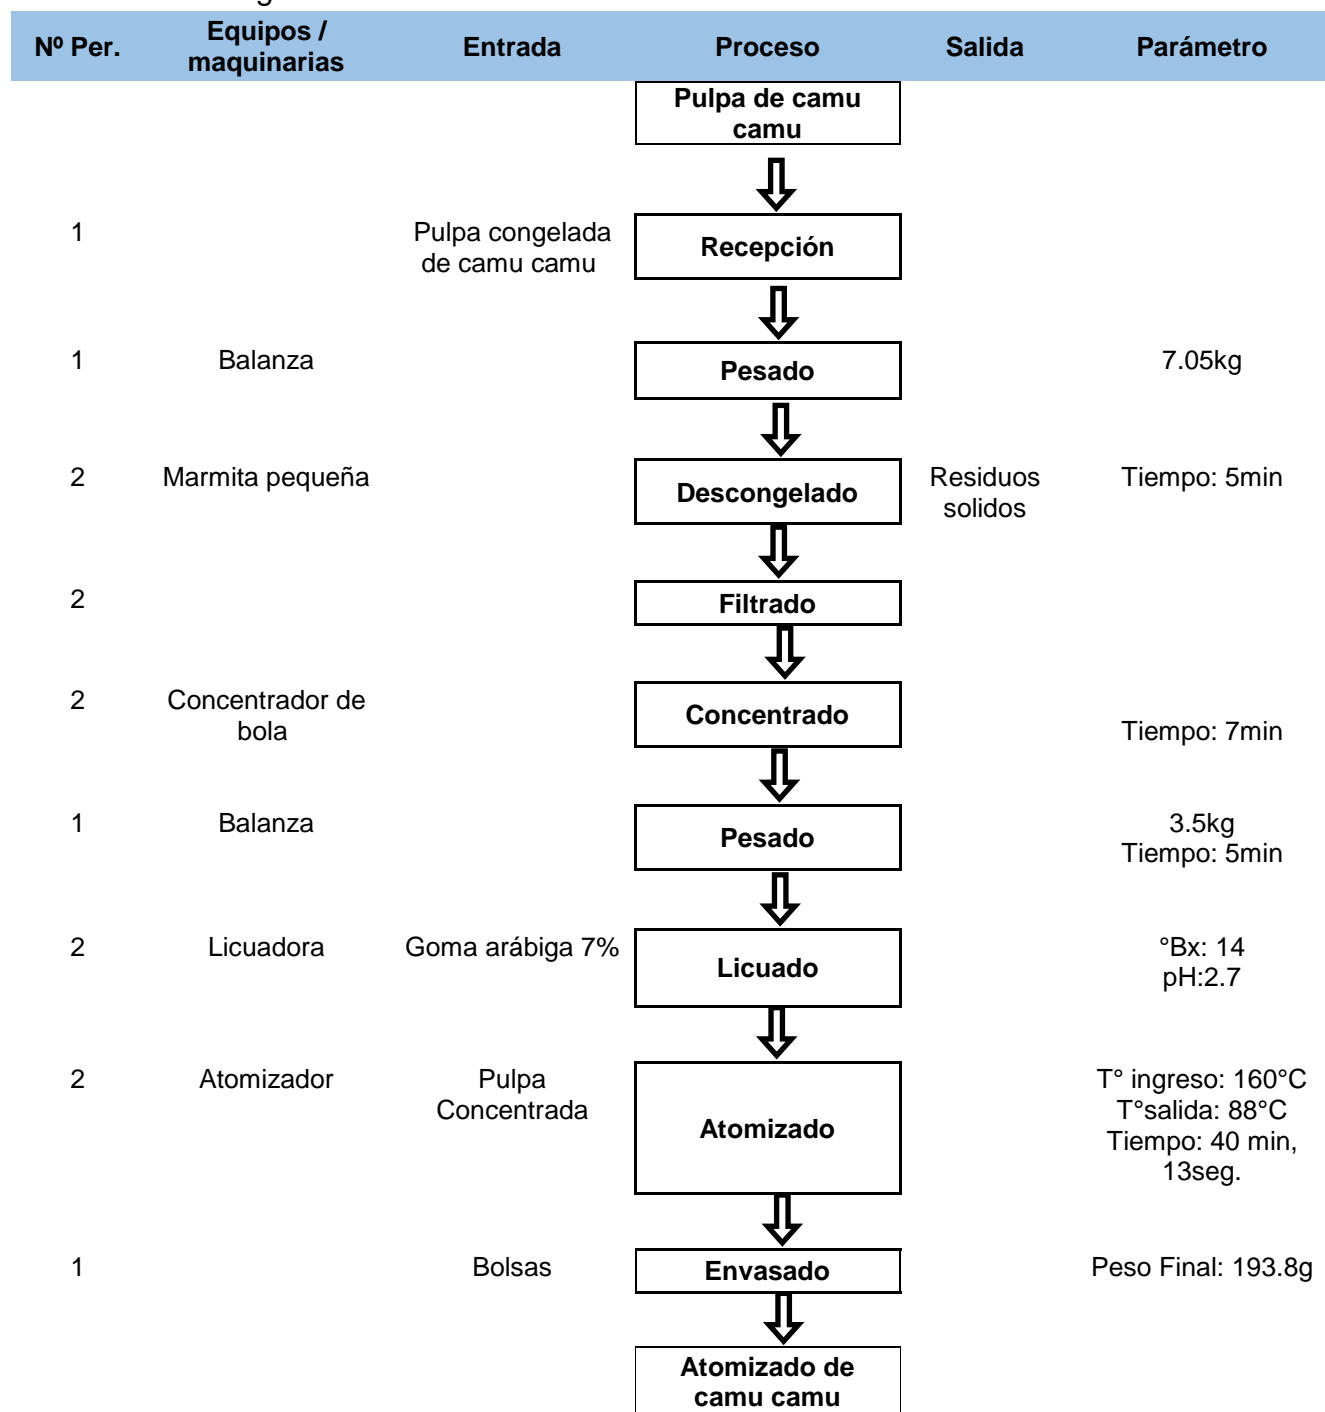 Nº Per.
Equipos /
maquinarias
Entrada
Proceso
Salida
Parámetro
Pulpa de camu
camu
1
Pulpa congelada
de camu camu
Recepción
1
Balanza
Pesado
7.05kg
2
Marmita pequeña
Descongelado
Residuos
solidos
Tiempo: 5min
2
Filtrado
2
Concentrador de
bola
Concentrado
Tiempo: 7min
1
Balanza
Pesado
3.5kg
Tiempo: 5min
2
Licuadora
Goma arábiga 7%
Licuado
°Bx: 14
pH:2.7
2
Atomizador
Pulpa
Concentrada
Atomizado
T° ingreso: 160°C
T°salida: 88°C
Tiempo: 40 min,
13seg.
1
Bolsas
Envasado
Peso Final: 193.8g
Atomizado de
camu camu